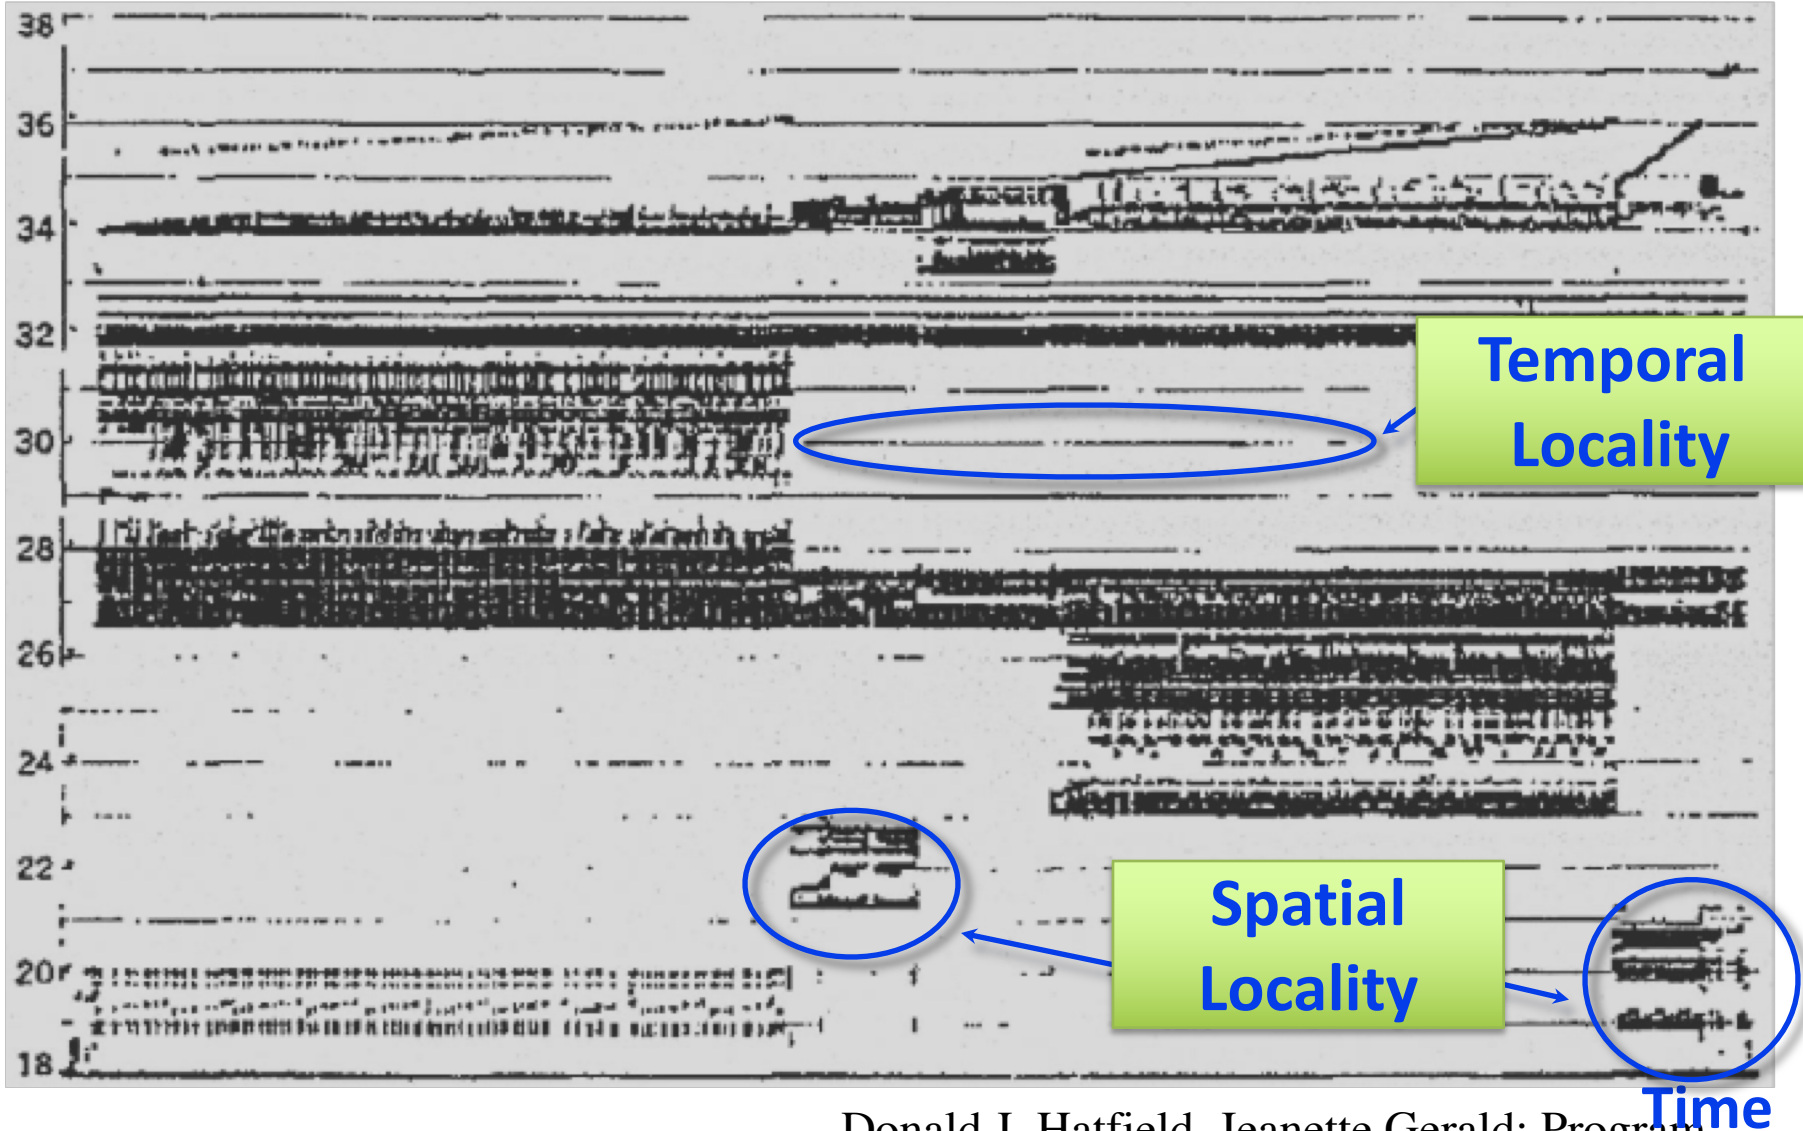 38
36
34
32
Temporal
Locality
30
28
26
24
22
Spatial
Locality
20
18
Time
Donald J. Hatfield, Jeanette Gerald: Program